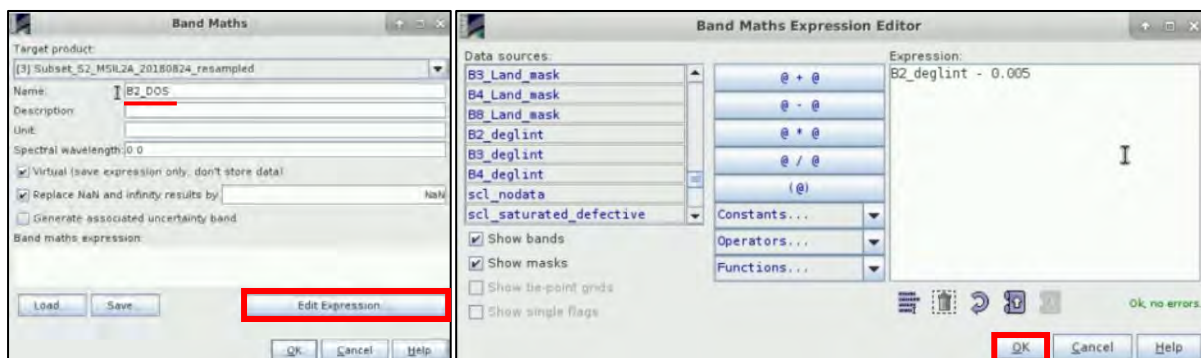 Band Maths
Target product:
[3] Subset_S2_MSIL2A_20180824_resampled
Name: B2_DOS
Description:
Unit:
Spectral wavelength: 0.0
Virtual (save expression only, don't store data)
Replace NaN and infinity results by NaN
Generate associated uncertainty band
Band maths expression:
Load... Save... Edit Expression...
OK Cancel Help
Band Maths Expression Editor
Data sources:
B3_Land_mask
B4_Land_mask
B8_Land_mask
B2_deglint
B3_deglint
B4_deglint
scl_nodata
scl_saturated_defective
Show bands
Show masks
Show tie-point grids
Show single flags
@ + @
@ - @
@ * @
@ / @
(@)
Constants...
Operators...
Functions...
Expression:
B2_deglint - 0.005
Ok, no errors.
OK Cancel Help